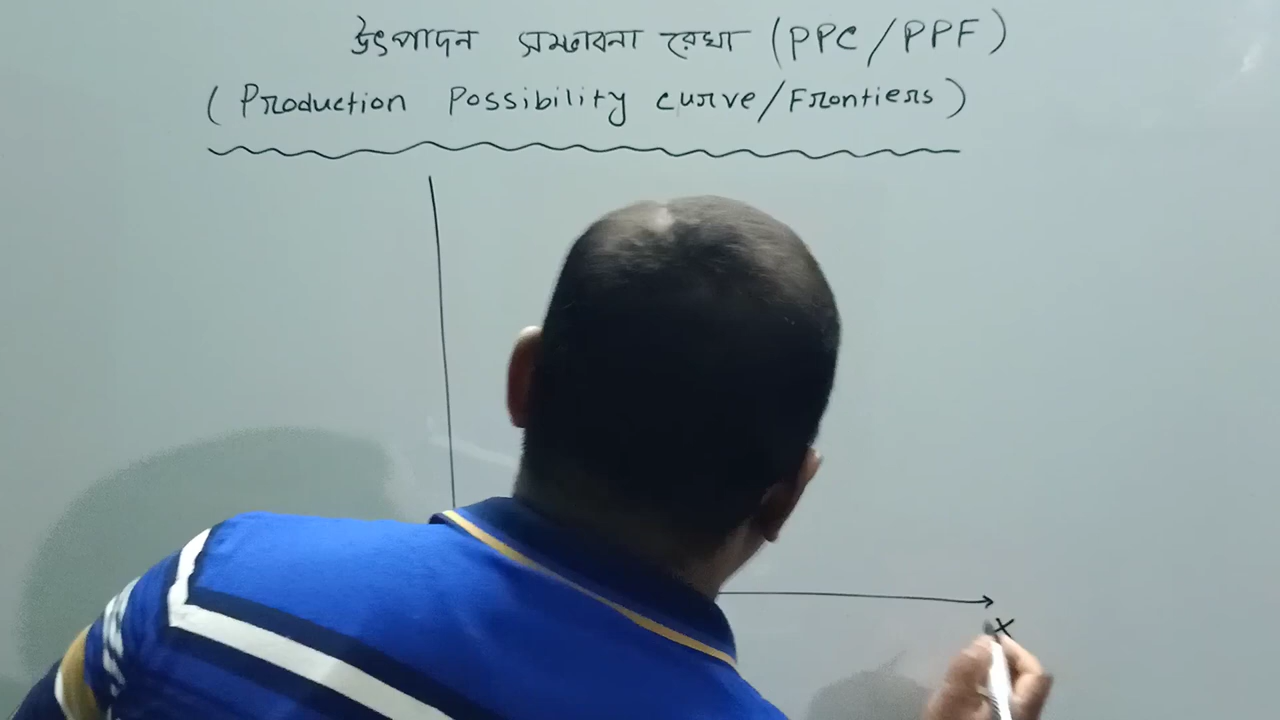 উৎপাদন সম্ভাবনা রেখা (PPC/PPF)
(Production Possibility curve/Frontiers)
X